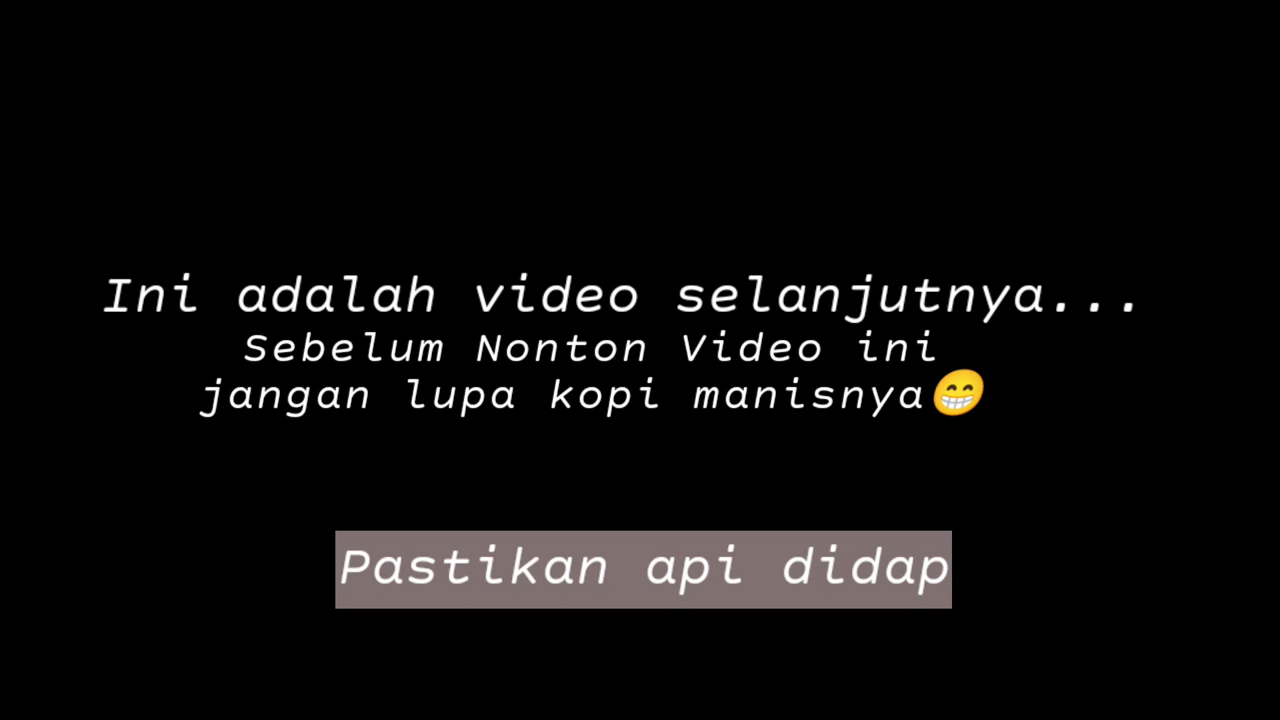 Ini adalah video selanjutnya...
Sebelum Nonton Video ini
jangan lupa kopi manisnya😁
Pastikan api didap